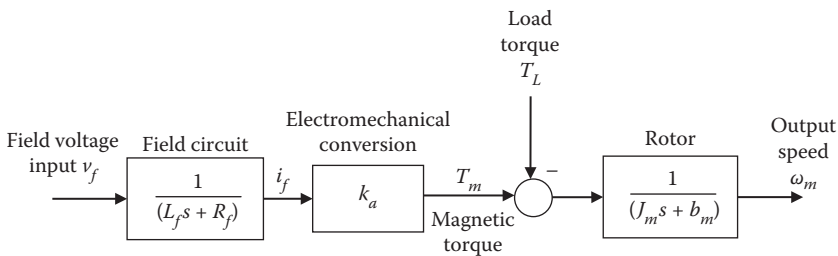 Load
torque
T_L
Electromechanical
conversion
Field voltage
input v_f
Field circuit
1
(L_f s + R_f)
i_f
k_a
T_m
Magnetic
torque
−
Rotor
1
(J_m s + b_m)
Output
speed
ω_m